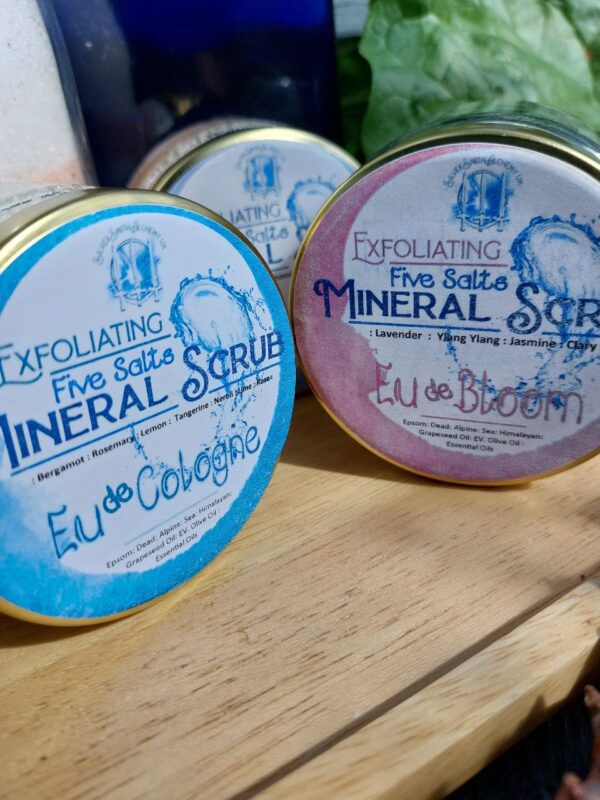 EXFOLIATING
Five Salts
MINERAL SCRUB
: Bergamot : Rosemary : Lemon : Tangerine : Neroli : Lime : Rose :
Eu de Cologne
Epsom: Dead: Alpine: Sea: Himalayan:
Grapeseed Oil: EV. Olive Oil :
Essential Oils
EXFOLIATING
Five Salts
MINERAL SCR
: Lavender : Ylang Ylang : Jasmine : Clary
Eu de Bloom
Epsom: Dead: Alpine: Sea: Himalayan:
Grapeseed Oil: EV. Olive Oil :
Essential Oils
FOLIATING
Salts